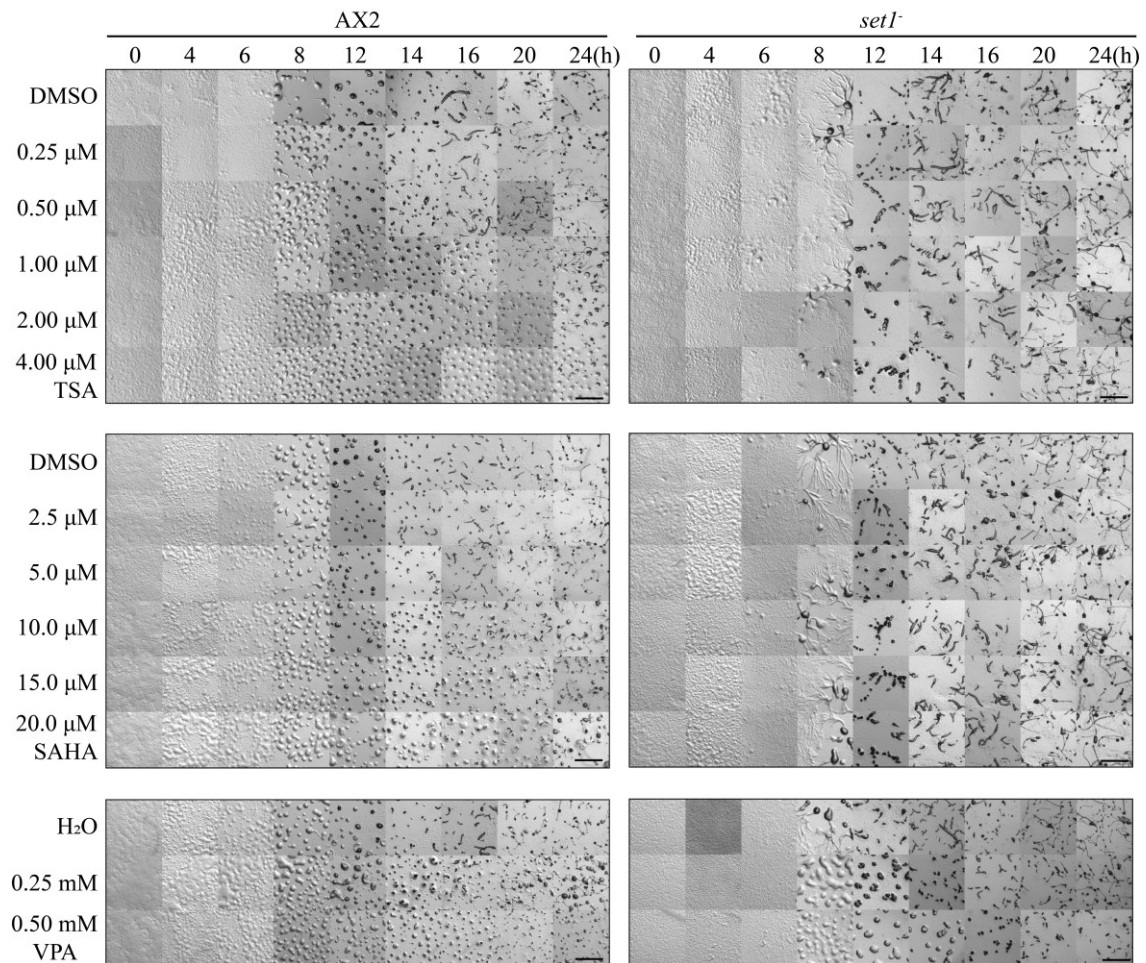 AX2 set1-
0 4 6 8 12 14 16 20 24(h) 0 4 6 8 12 14 16 20 24(h)
DMSO
0.25 μM
0.50 μM
1.00 μM
2.00 μM
4.00 μM
TSA
DMSO
2.5 μM
5.0 μM
10.0 μM
15.0 μM
20.0 μM
SAHA
H₂O
0.25 mM
0.50 mM
VPA